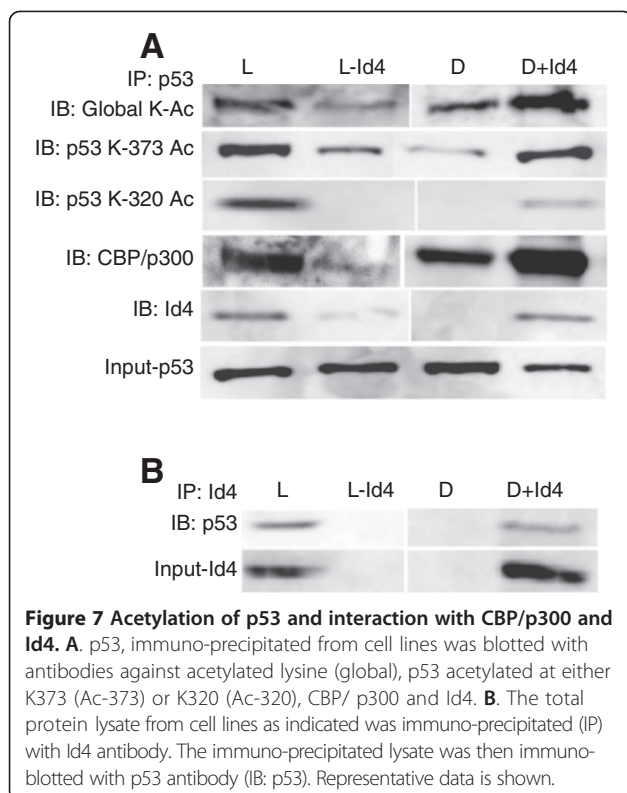 A
IP: p53 L L-Id4 D D+Id4
IB: Global K-Ac
IB: p53 K-373 Ac
IB: p53 K-320 Ac
IB: CBP/p300
IB: Id4
Input-p53
B
IP: Id4 L L-Id4 D D+Id4
IB: p53
Input-Id4
Figure 7 Acetylation of p53 and interaction with CBP/p300 and
Id4. A. p53, immuno-precipitated from cell lines was blotted with
antibodies against acetylated lysine (global), p53 acetylated at either
K373 (Ac-373) or K320 (Ac-320), CBP/ p300 and Id4. B. The total
protein lysate from cell lines as indicated was immuno-precipitated (IP)
with Id4 antibody. The immuno-precipitated lysate was then immuno-
blotted with p53 antibody (IB: p53). Representative data is shown.